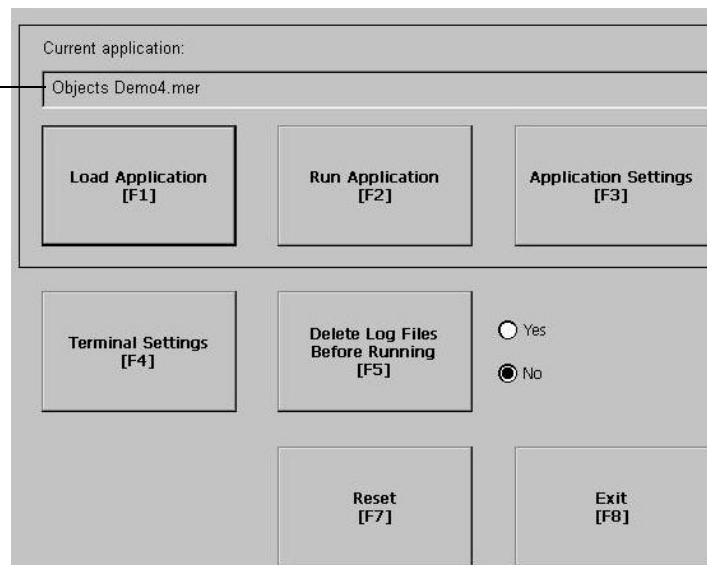 Current application:
Objects Demo4.mer
Load Application
[F1]
Run Application
[F2]
Application Settings
[F3]
Terminal Settings
[F4]
Delete Log Files
Before Running
[F5]
Yes
No
Reset
[F7]
Exit
[F8]